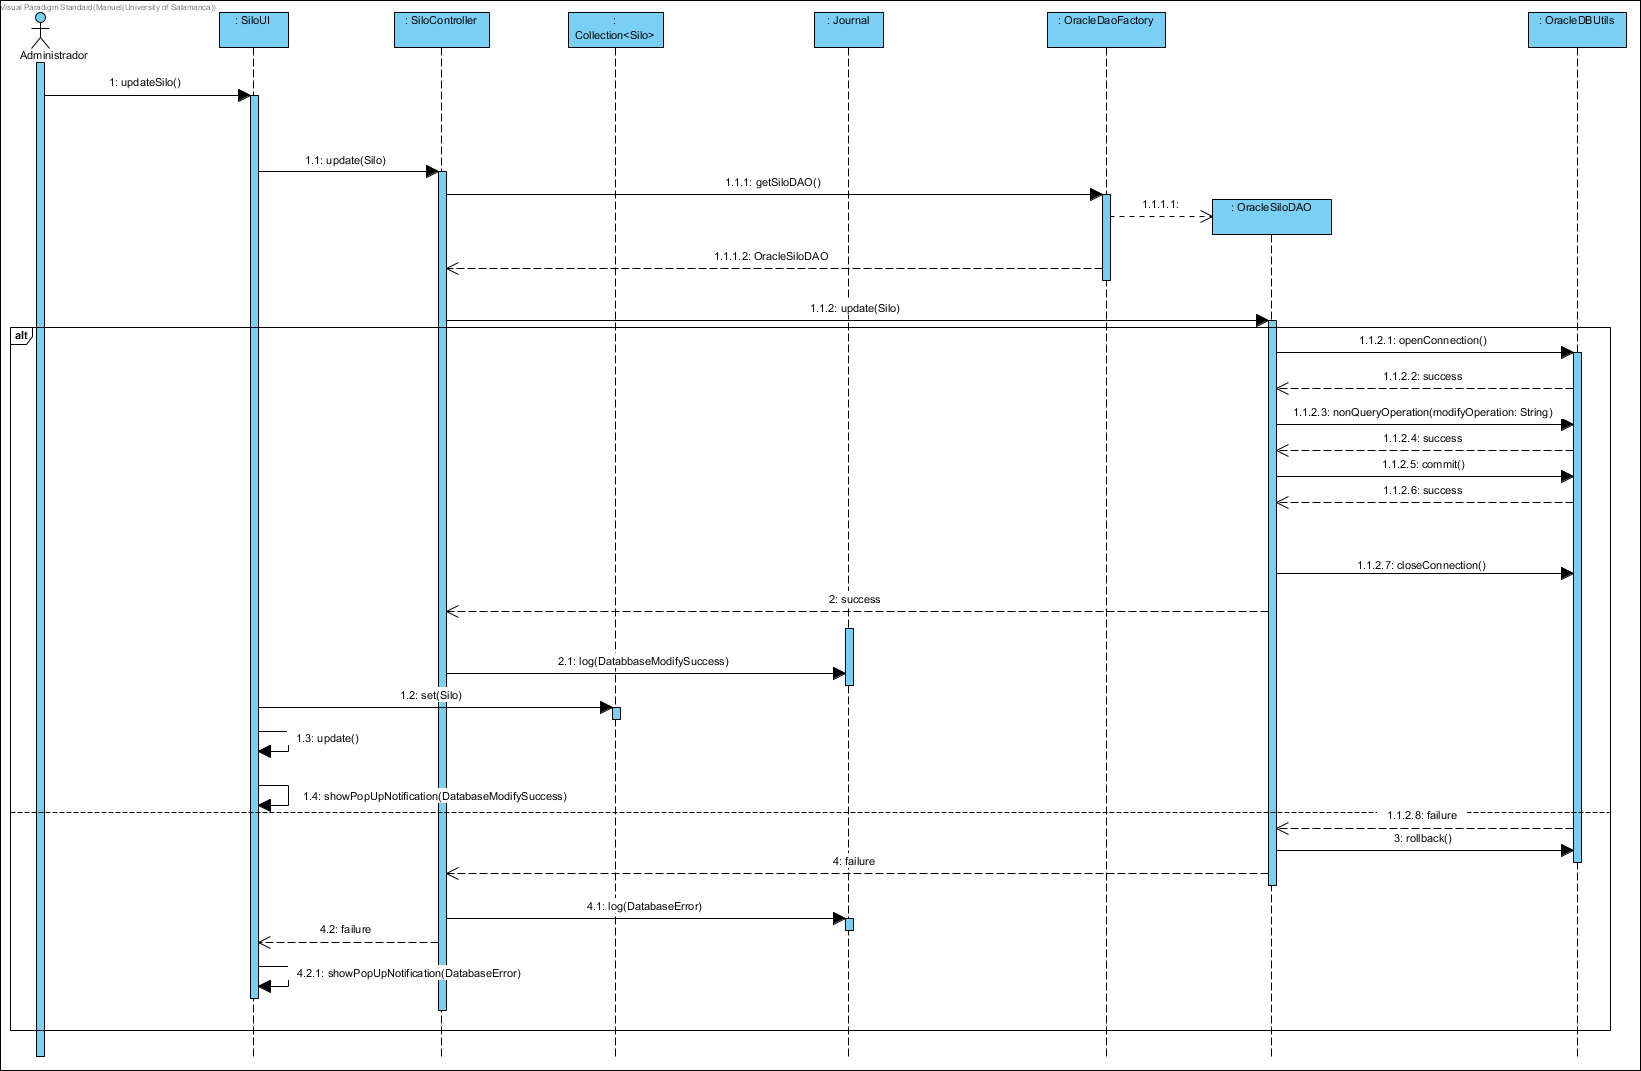 Visual Paradigm Standard(Manuel(University of Salamanca))
: SiloUI
: SiloController
:
Collection<Silo>
: Journal
: OracleDaoFactory
: OracleDBUtils
Administrador
1: updateSilo()
1.1: update(Silo)
1.1.1: getSiloDAO()
1.1.1.1:
: OracleSiloDAO
1.1.1.2: OracleSiloDAO
1.1.2: update(Silo)
alt
1.1.2.1: openConnection()
1.1.2.2: success
1.1.2.3: nonQueryOperation(modifyOperation: String)
1.1.2.4: success
1.1.2.5: commit()
1.1.2.6: success
1.1.2.7: closeConnection()
2: success
2.1: log(DatabbaseModifySuccess)
1.2: set(Silo)
1.3: update()
1.4: showPopUpNotification(DatabaseModifySuccess)
1.1.2.8: failure
3: rollback()
4: failure
4.1: log(DatabaseError)
4.2: failure
4.2.1: showPopUpNotification(DatabaseError)